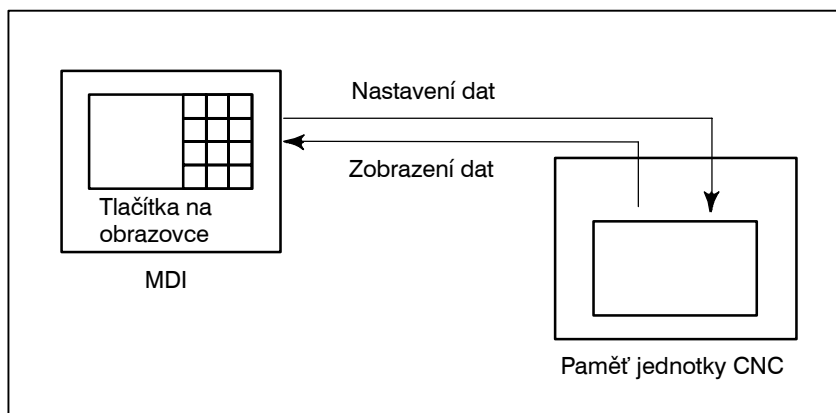 Nastavení dat
Zobrazení dat
Tlačítka na
obrazovce
MDI
Paměť jednotky CNC